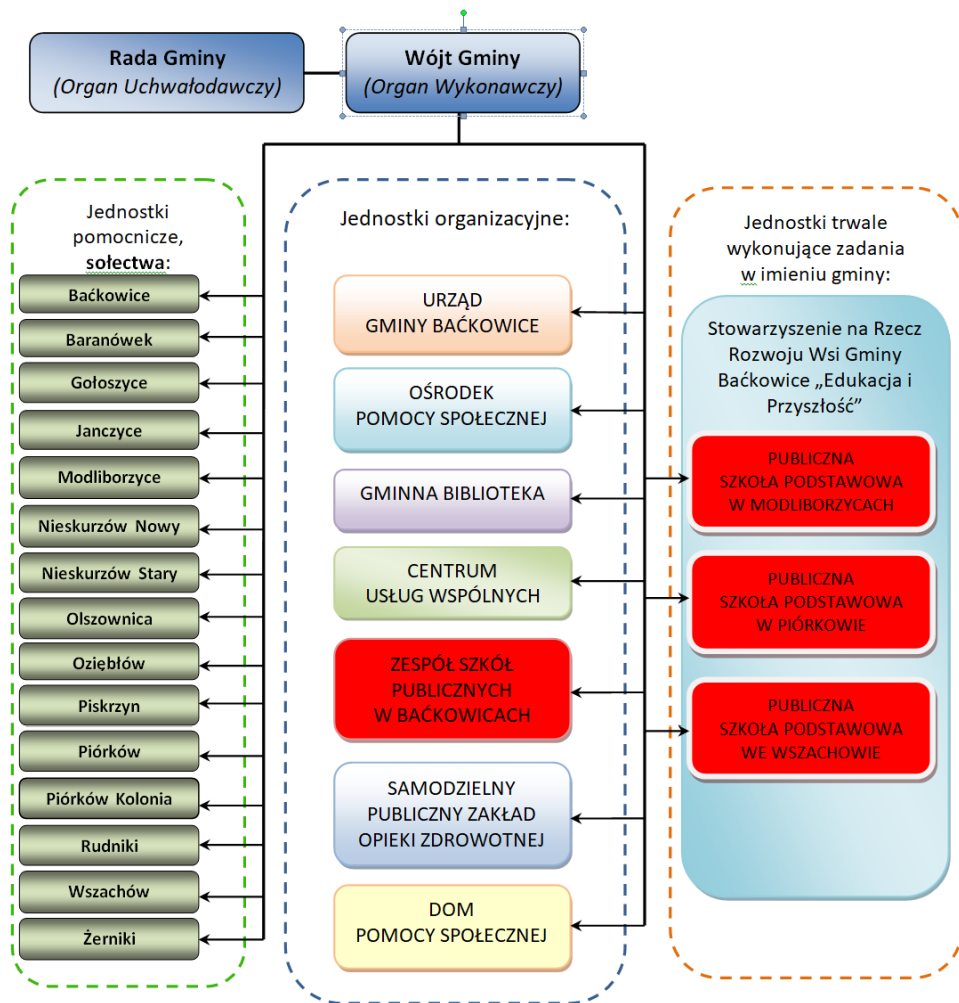 Rada Gminy
(Organ Uchwałodawczy)
Wójt Gminy
(Organ Wykonawczy)
Jednostki
pomocnicze,
sołectwa:
Baćkowice
Baranówek
Gołoszyce
Janczyce
Modliborzyce
Nieskurzów Nowy
Nieskurzów Stary
Olszownica
Oziębłów
Piskrzyn
Piórków
Piórków Kolonia
Rudniki
Wszachów
Żerniki
Jednostki organizacyjne:
URZĄD
GMINY BAĆKOWICE
OŚRODEK
POMOCY SPOŁECZNEJ
GMINNA BIBLIOTEKA
CENTRUM
USŁUG WSPÓLNYCH
ZESPÓŁ SZKÓŁ
PUBLICZNYCH
W BAĆKOWICACH
SAMODZIELNY
PUBLICZNY ZAKŁAD
OPIEKI ZDROWOTNEJ
DOM
POMOCY SPOŁECZNEJ
Jednostki trwale
wykonujące zadania
w imieniu gminy:
Stowarzyszenie na Rzecz
Rozwoju Wsi Gminy
Baćkowice „Edukacja i
Przyszłość”
PUBLICZNA
SZKOŁA PODSTAWOWA
W MODLIBORZYCACH
PUBLICZNA
SZKOŁA PODSTAWOWA
W PIÓRKOWIE
PUBLICZNA
SZKOŁA PODSTAWOWA
WE WSZACHOWIE